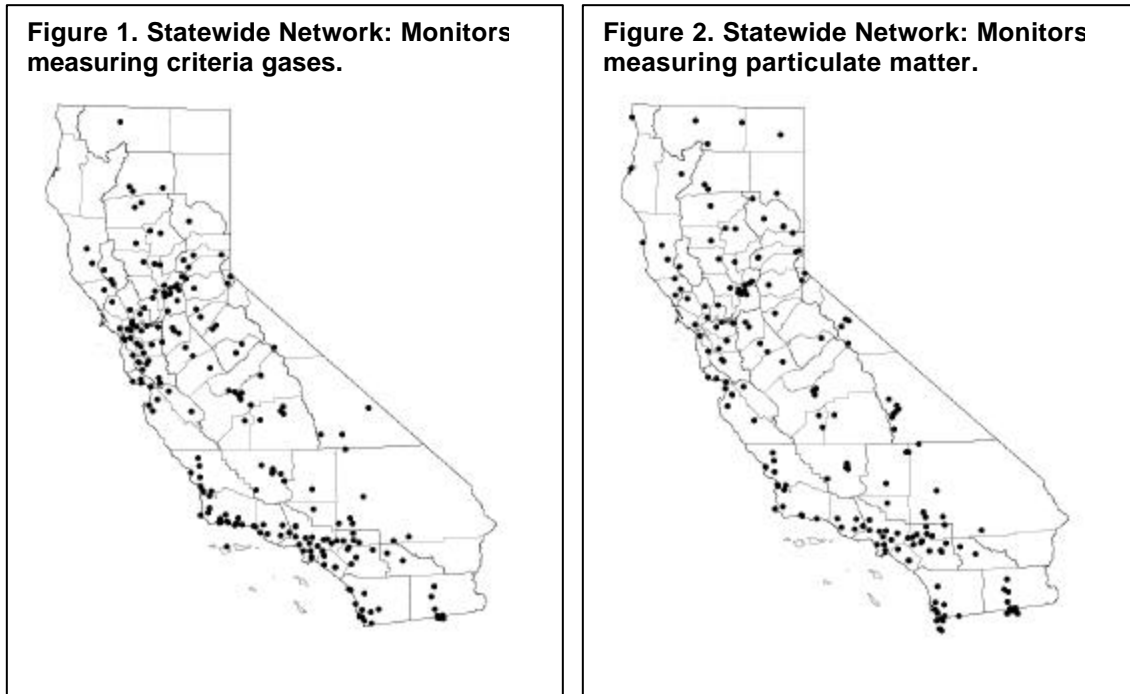 Figure 1. Statewide Network: Monitors
measuring criteria gases.
Figure 2. Statewide Network: Monitors
measuring particulate matter.